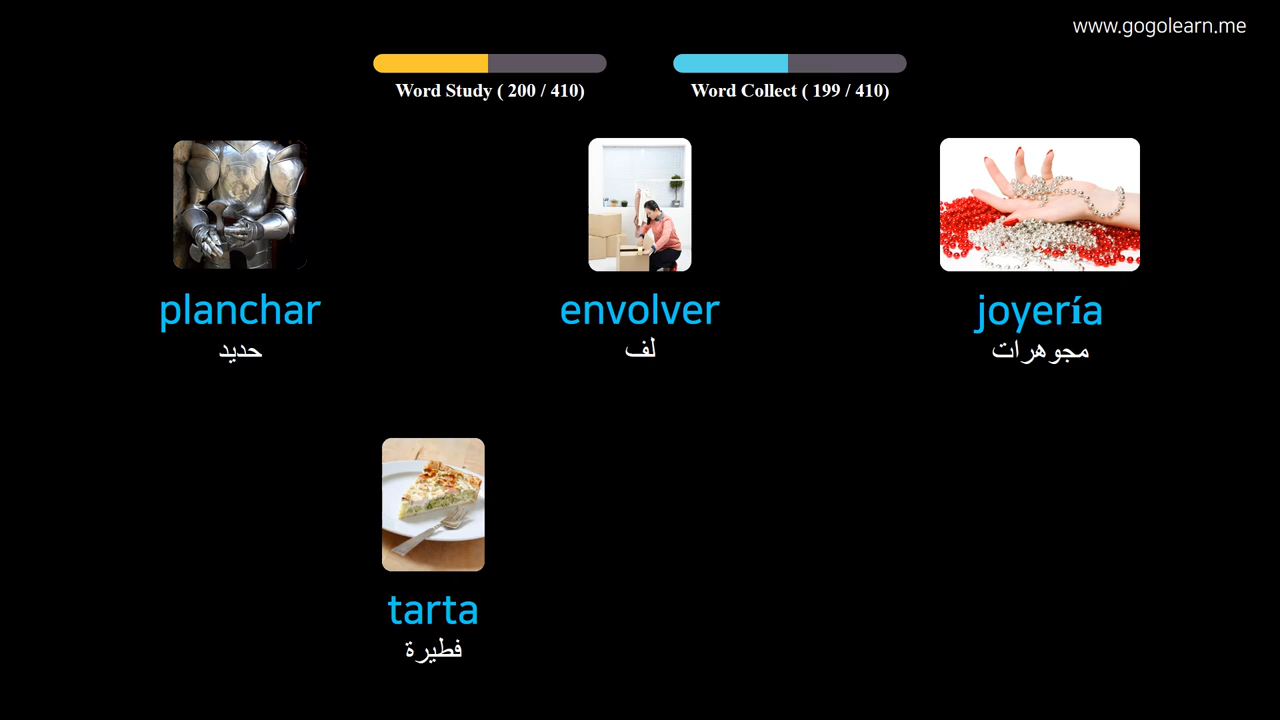 www.gogolearn.me
Word Study ( 200 / 410)
Word Collect ( 199 / 410)
planchar
حديد
envolver
لف
joyería
مجوهرات
tarta
فطيرة